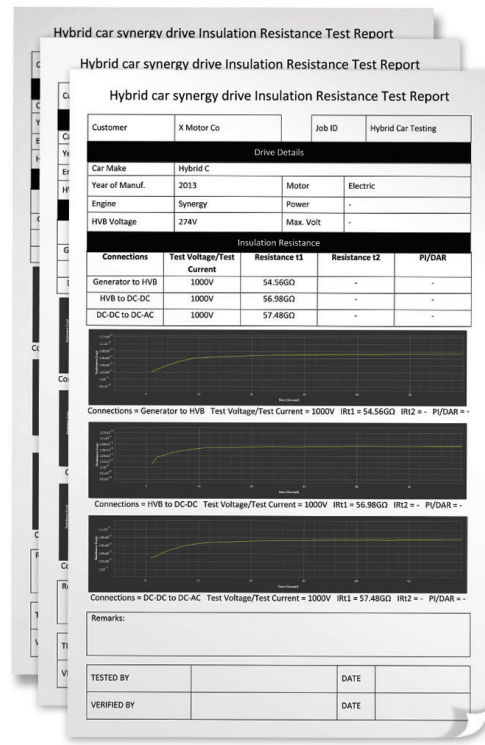 Hybrid car synergy drive Insulation Resistance Test Report
Hybrid car synergy drive Insulation Resistance Test Report
Hybrid car synergy drive Insulation Resistance Test Report
Customer X Motor Co Job ID Hybrid Car Testing
Drive Details
Car Make Hybrid C
Year of Manuf. 2013 Motor Electric
Engine Synergy Power -
HVB Voltage 274V Max. Volt -
Insulation Resistance
Connections Test Voltage/Test Current Resistance t1 Resistance t2 PI/DAR
Generator to HVB 1000V 54.56GΩ - -
HVB to DC-DC 1000V 56.98GΩ - -
DC-DC to DC-AC 1000V 57.48GΩ - -
Connections = Generator to HVB Test Voltage/Test Current = 1000V IRt1 = 54.56GΩ IRt2 = - PI/DAR = -
Connections = HVB to DC-DC Test Voltage/Test Current = 1000V IRt1 = 56.98GΩ IRt2 = - PI/DAR = -
Connections = DC-DC to DC-AC Test Voltage/Test Current = 1000V IRt1 = 57.48GΩ IRt2 = - PI/DAR = -
Remarks:
TESTED BY DATE
VERIFIED BY DATE